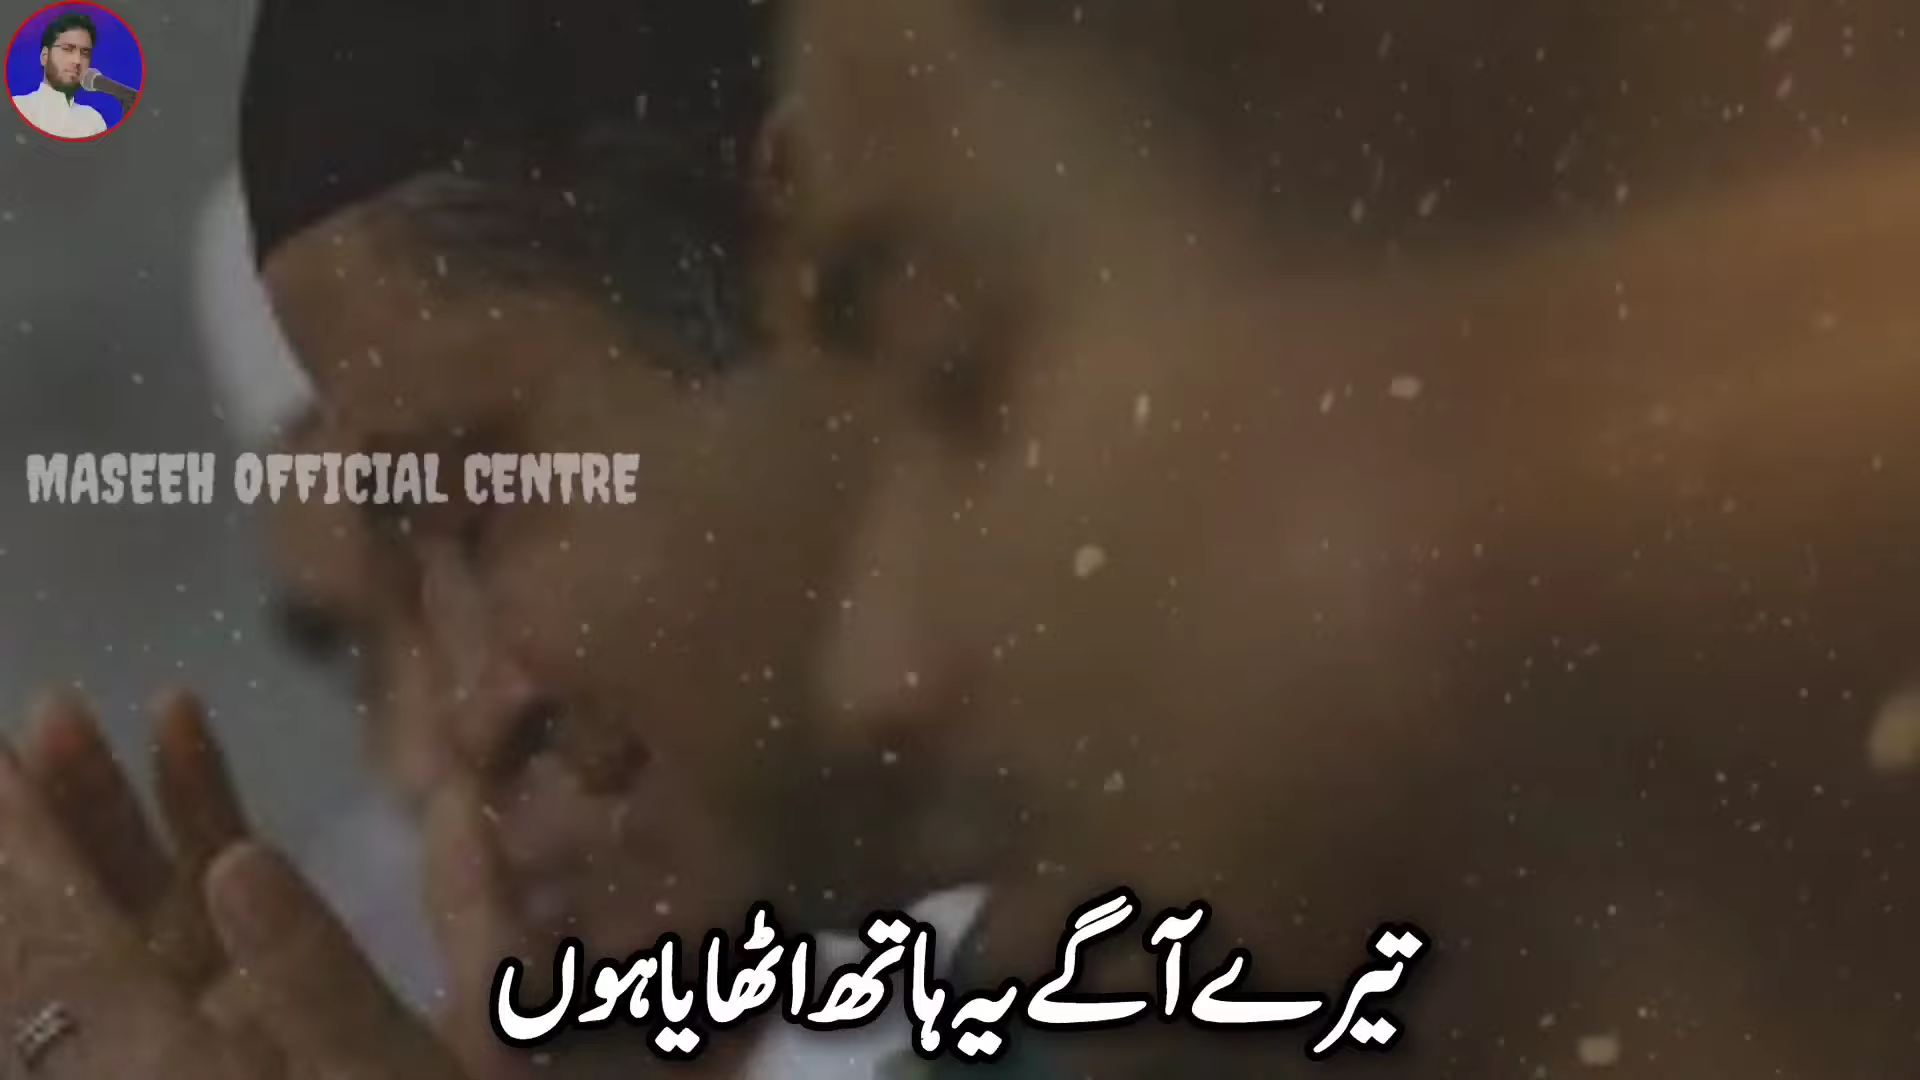 MASEEH OFFICIAL CENTRE
تیرے آگے یہ ہاتھ اٹھایا ہوں